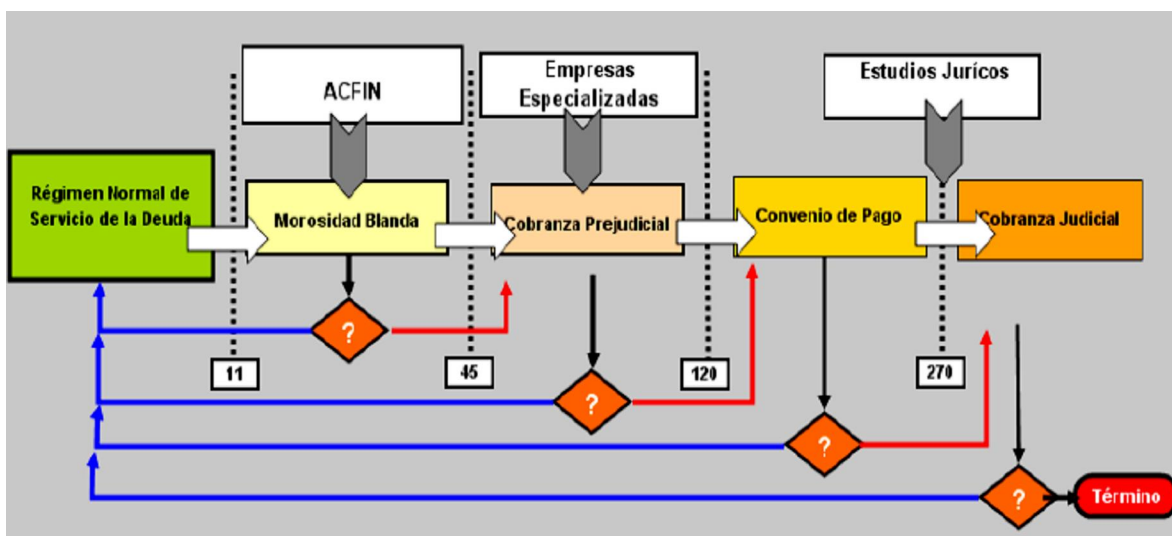 ACFIN
Empresas
Especializadas
Estudios Jurícos
Régimen Normal de
Servicio de la Deuda
Morosidad Blanda
Cobranza Prejudicial
Convenio de Pago
Cobranza Judicial
?
11
45
120
270
?
?
?
Término